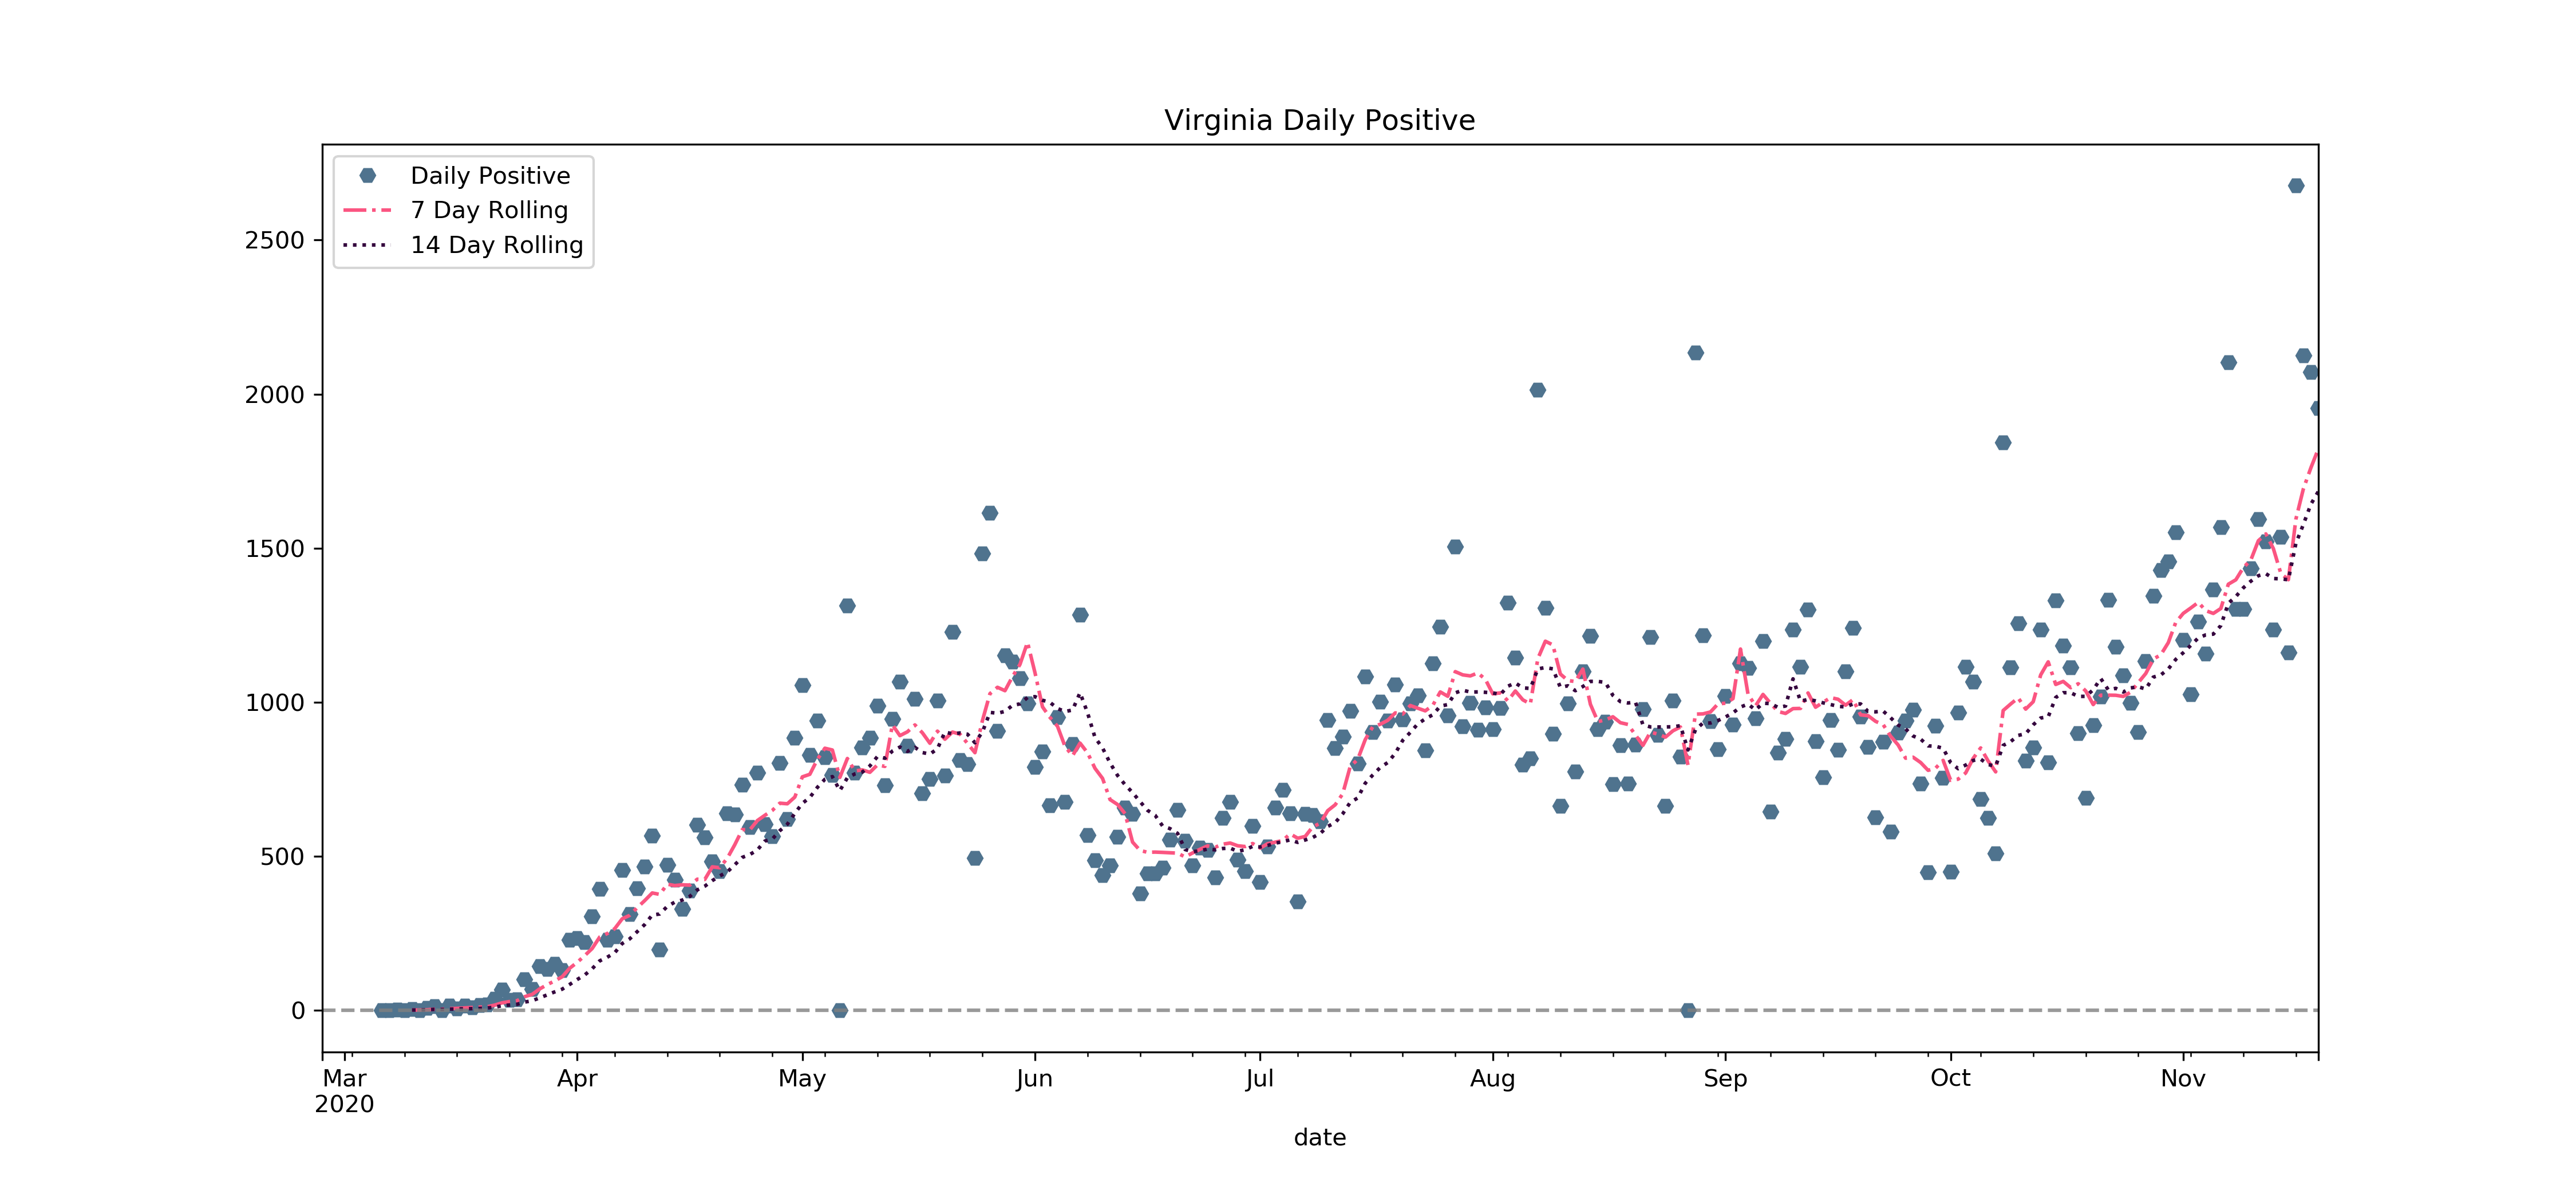 Virginia Daily Positive
Daily Positive
7 Day Rolling
14 Day Rolling
2500
2000
1500
1000
500
0
Mar Apr May Jun Jul Aug Sep Oct Nov
2020
date